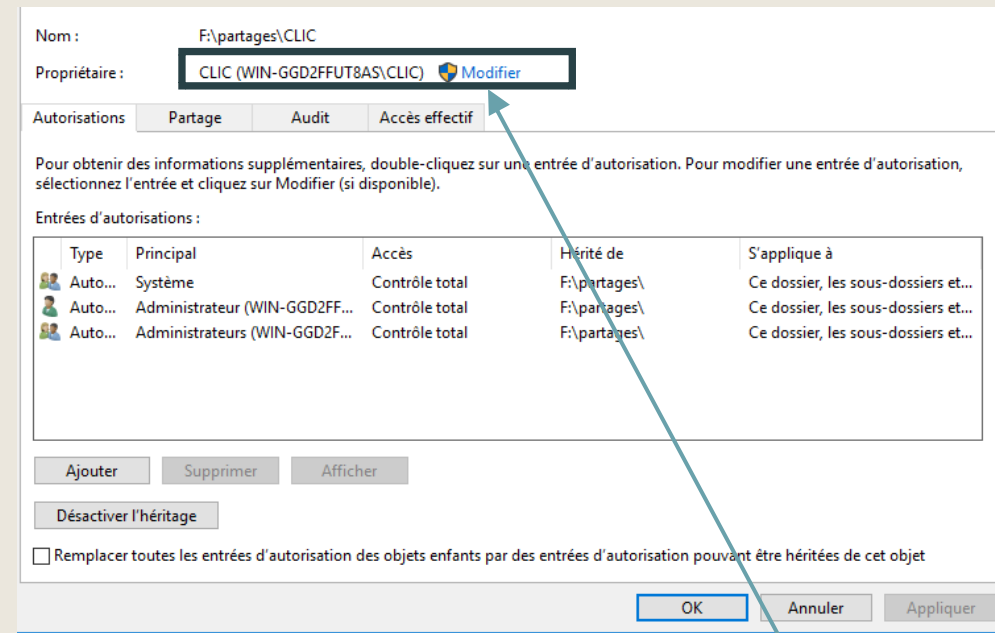 Nom : F:\partages\CLIC
Propriétaire : CLIC (WIN-GGD2FFUT8AS\CLIC) Modifier
Autorisations Partage Audit Accès effectif
Pour obtenir des informations supplémentaires, double-cliquez sur une entrée d'autorisation. Pour modifier une entrée d'autorisation,
sélectionnez l'entrée et cliquez sur Modifier (si disponible).
Entrées d'autorisations :
Type Principal Accès Hérité de S'applique à
Auto... Système Contrôle total F:\partages\ Ce dossier, les sous-dossiers et...
Auto... Administrateur (WIN-GGD2FF... Contrôle total F:\partages\ Ce dossier, les sous-dossiers et...
Auto... Administrateurs (WIN-GGD2F... Contrôle total F:\partages\ Ce dossier, les sous-dossiers et...
Ajouter Supprimer Afficher
Désactiver l'héritage
Remplacer toutes les entrées d'autorisation des objets enfants par des entrées d'autorisation pouvant être héritées de cet objet
OK Annuler Appliquer